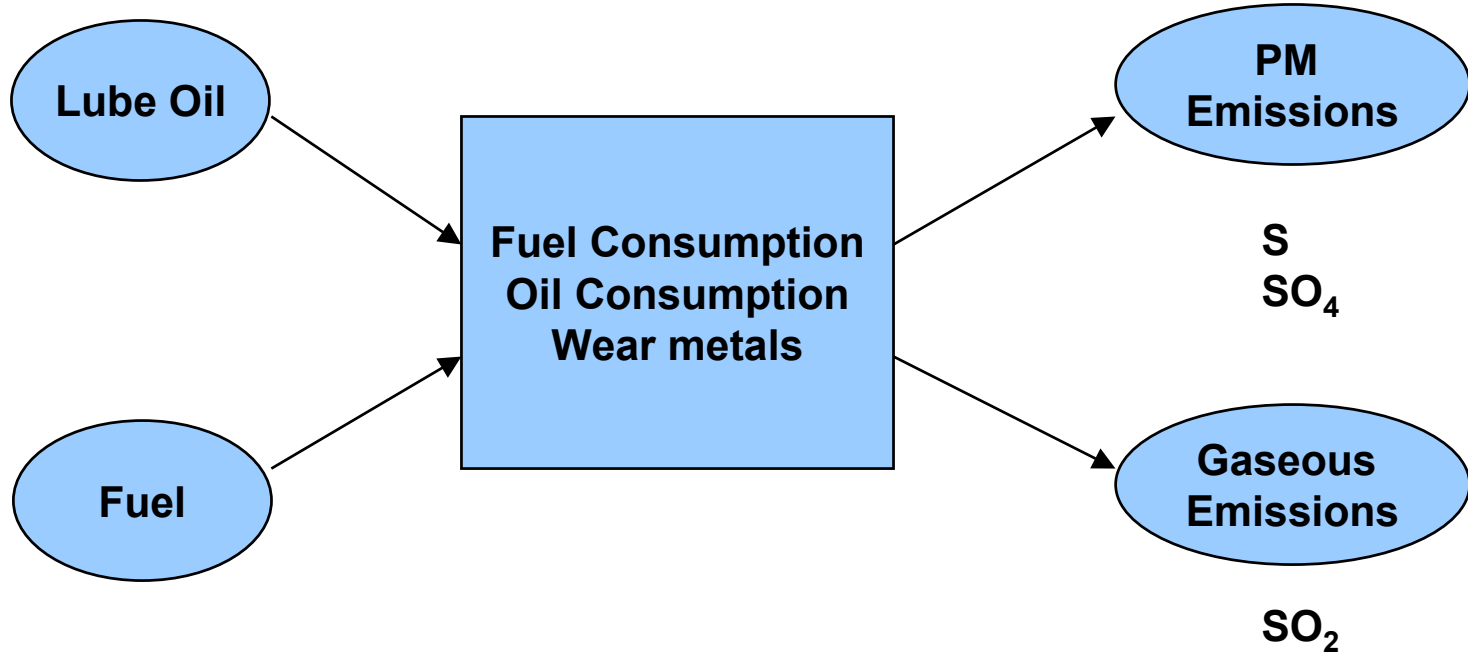 Lube Oil
Fuel
Fuel Consumption
Oil Consumption
Wear metals
PM
Emissions
S
SO₄
Gaseous
Emissions
SO₂